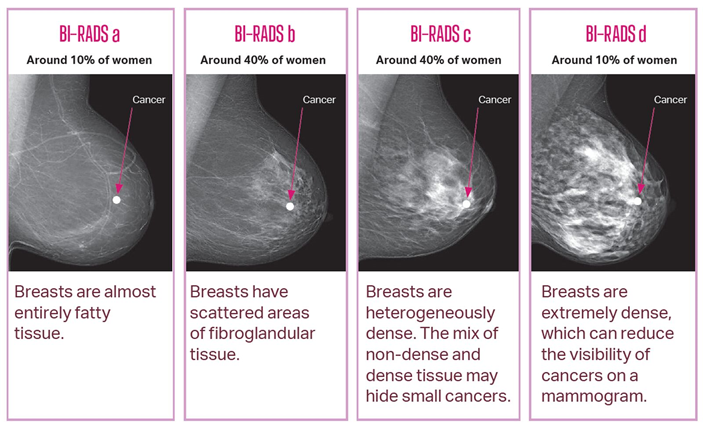 BI-RADS a
Around 10% of women
Cancer
Breasts are almost
entirely fatty
tissue.
BI-RADS b
Around 40% of women
Cancer
Breasts have
scattered areas
of fibroglandular
tissue.
BI-RADS c
Around 40% of women
Cancer
Breasts are
heterogeneously
dense. The mix of
non-dense and
dense tissue may
hide small cancers.
BI-RADS d
Around 10% of women
Cancer
Breasts are
extremely dense,
which can reduce
the visibility of
cancers on a
mammogram.